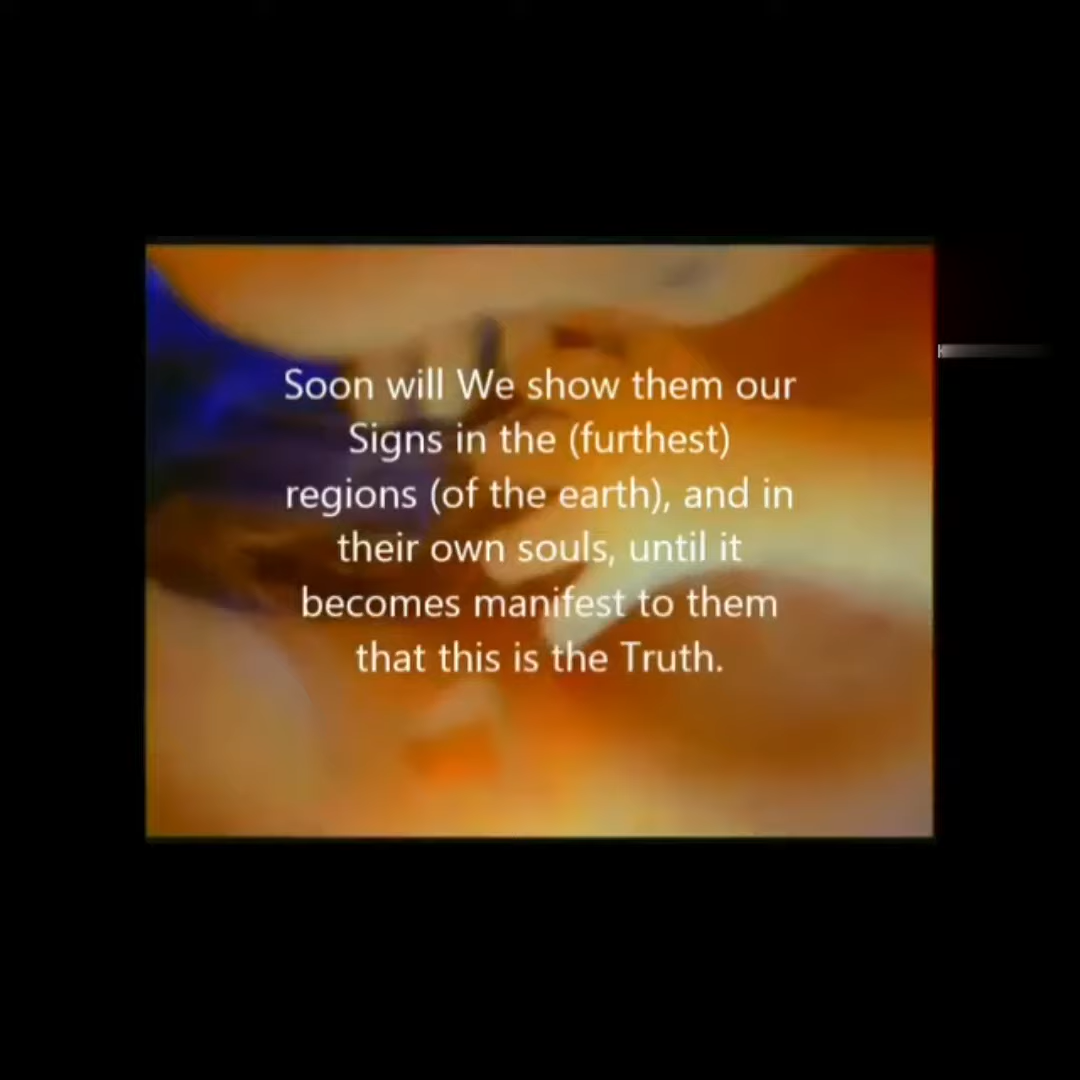 Soon will We show them our
Signs in the (furthest)
regions (of the earth), and in
their own souls, until it
becomes manifest to them
that this is the Truth.